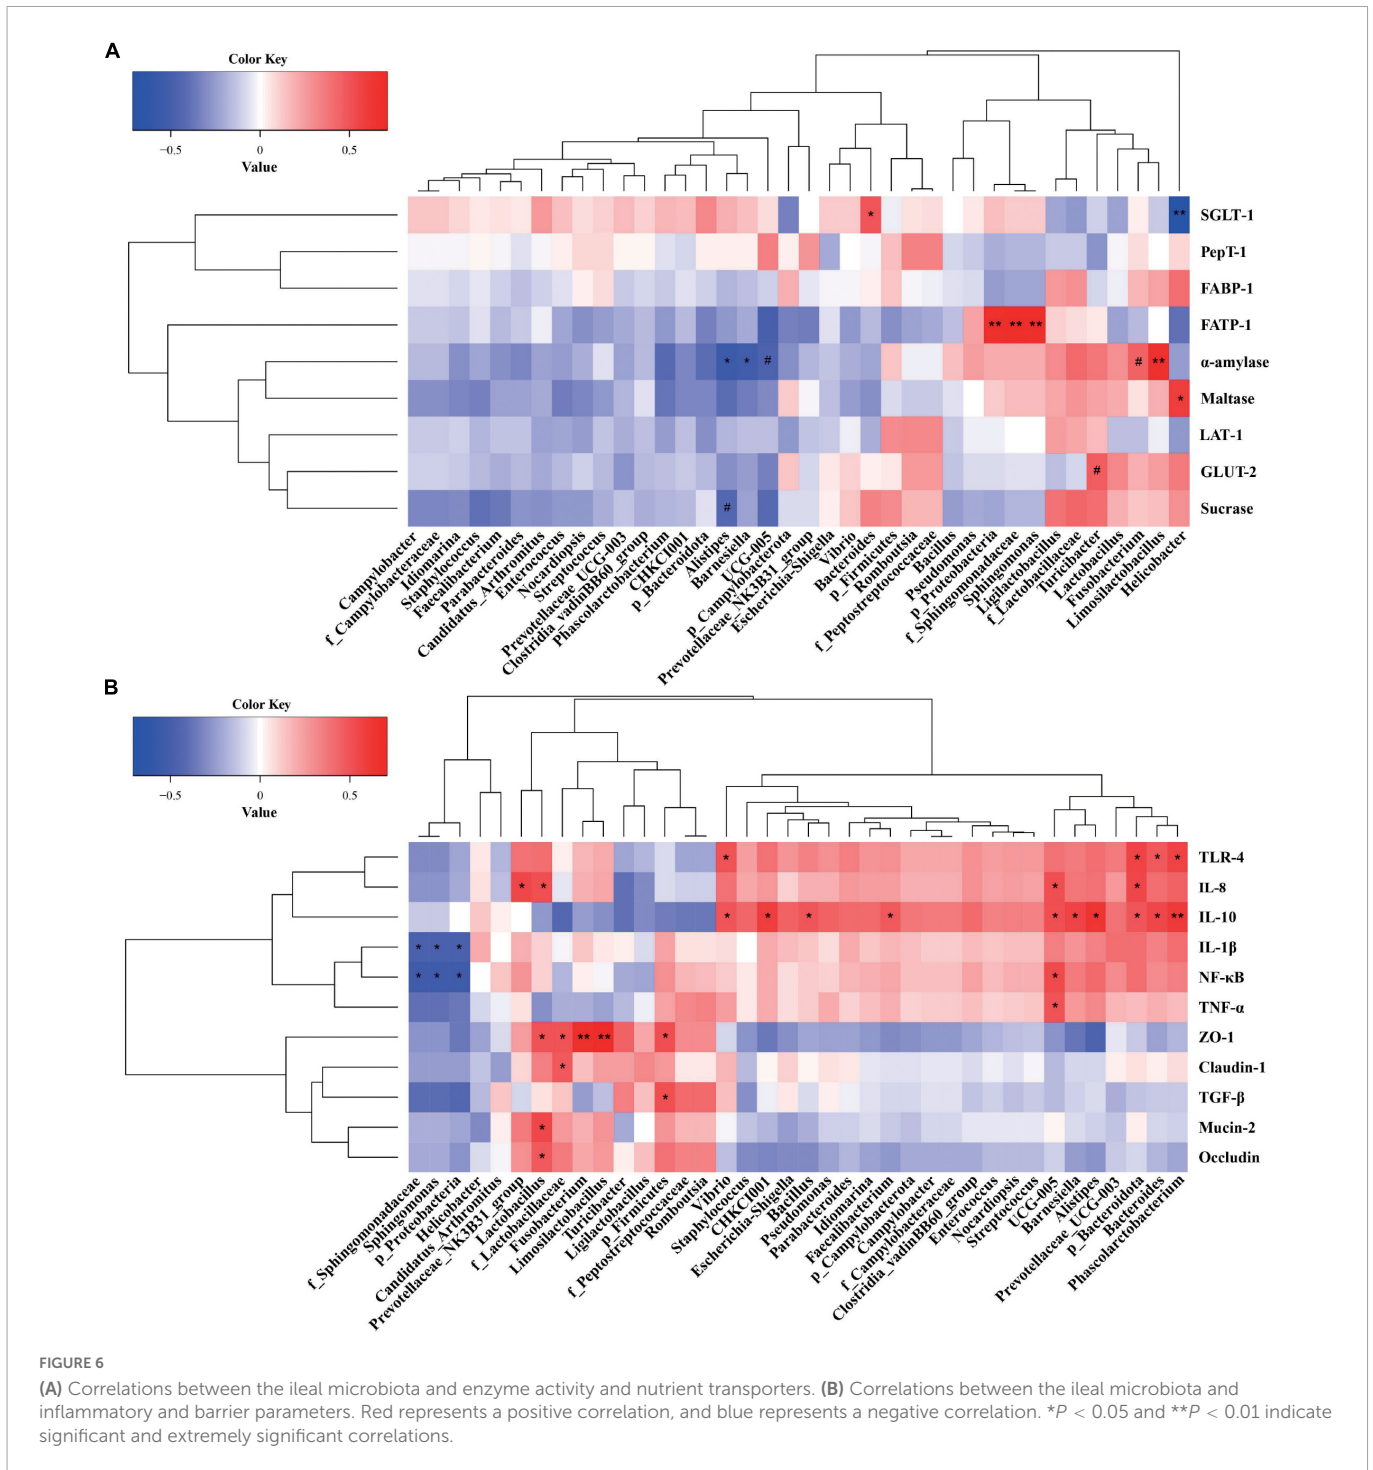 A
Color Key
−0.5 0 0.5
Value
* ** SGLT-1
PepT-1
FABP-1
** ** ** FATP-1
* * # # ** α-amylase
* Maltase
LAT-1
# GLUT-2
# Sucrase
Campylobacter
f_Campylobacteraceae
Idiomarina
Staphylococcus
Faecalibacterium
Parabacteroides
Candidatus_Arthromitus
Enterococcus
Nocardiopsis
Streptococcus
Prevotellaceae_UCG-003
Clostridia_vadinBB60_group
Phascolarctobacterium
CHKCI001
p_Bacteroidota
Alistipes
Barnesiella
UCG-005
p_Campylobacterota
Prevotellaceae_NK3B31_group
Escherichia-Shigella
Vibrio
Bacteroides
p_Firmicutes
Romboutsia
f_Peptostreptococcaceae
Bacillus
Pseudomonas
p_Proteobacteria
f_Sphingomonadaceae
Sphingomonas
Ligilactobacillus
f_Lactobacillaceae
Turicibacter
Lactobacillus
Fusobacterium
Limosilactobacillus
Helicobacter
B
Color Key
−0.5 0 0.5
Value
* * * * TLR-4
* * * * IL-8
* * * * * * * * * ** IL-10
* * * IL-1β
* * * * NF-κB
* TNF-α
* * ** ** * ZO-1
* Claudin-1
* TGF-β
* Mucin-2
* Occludin
f_Sphingomonadaceae
Sphingomonas
p_Proteobacteria
Helicobacter
Candidatus_Arthromitus
Prevotellaceae_NK3B31_group
Lactobacillus
f_Lactobacillaceae
Fusobacterium
Limosilactobacillus
Turicibacter
Ligilactobacillus
p_Firmicutes
f_Peptostreptococcaceae
Romboutsia
Vibrio
Staphylococcus
CHKCI001
Escherichia-Shigella
Bacillus
Pseudomonas
Parabacteroides
Idiomarina
Faecalibacterium
p_Campylobacterota
Campylobacter
f_Campylobacteraceae
Clostridia_vadinBB60_group
Enterococcus
Nocardiopsis
Streptococcus
UCG-005
Barnesiella
Alistipes
Prevotellaceae_UCG-003
p_Bacteroidota
Bacteroides
Phascolarctobacterium
FIGURE 6
(A) Correlations between the ileal microbiota and enzyme activity and nutrient transporters. (B) Correlations between the ileal microbiota and
inflammatory and barrier parameters. Red represents a positive correlation, and blue represents a negative correlation. *P < 0.05 and **P < 0.01 indicate
significant and extremely significant correlations.